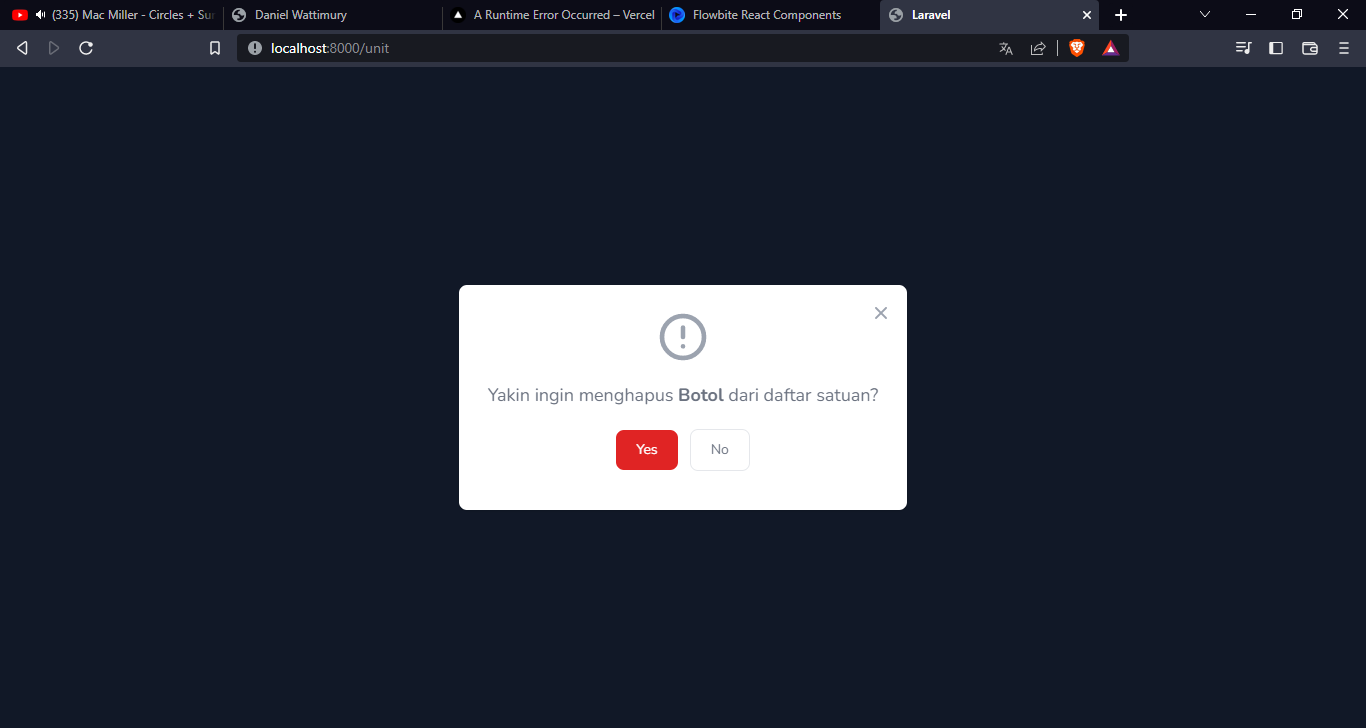 (335) Mac Miller - Circles + Sur
Daniel Wattimury
A Runtime Error Occurred – Vercel
Flowbite React Components
Laravel
localhost:8000/unit
Yakin ingin menghapus Botol dari daftar satuan?
Yes
No